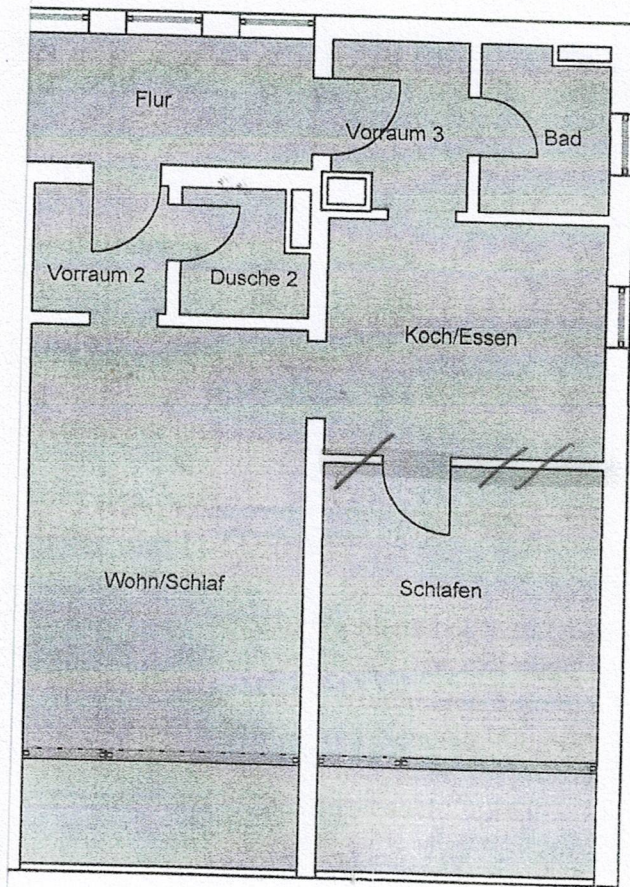 Flur
Vorraum 3
Bad
Vorraum 2
Dusche 2
Koch/Essen
Wohn/Schlaf
Schlafen